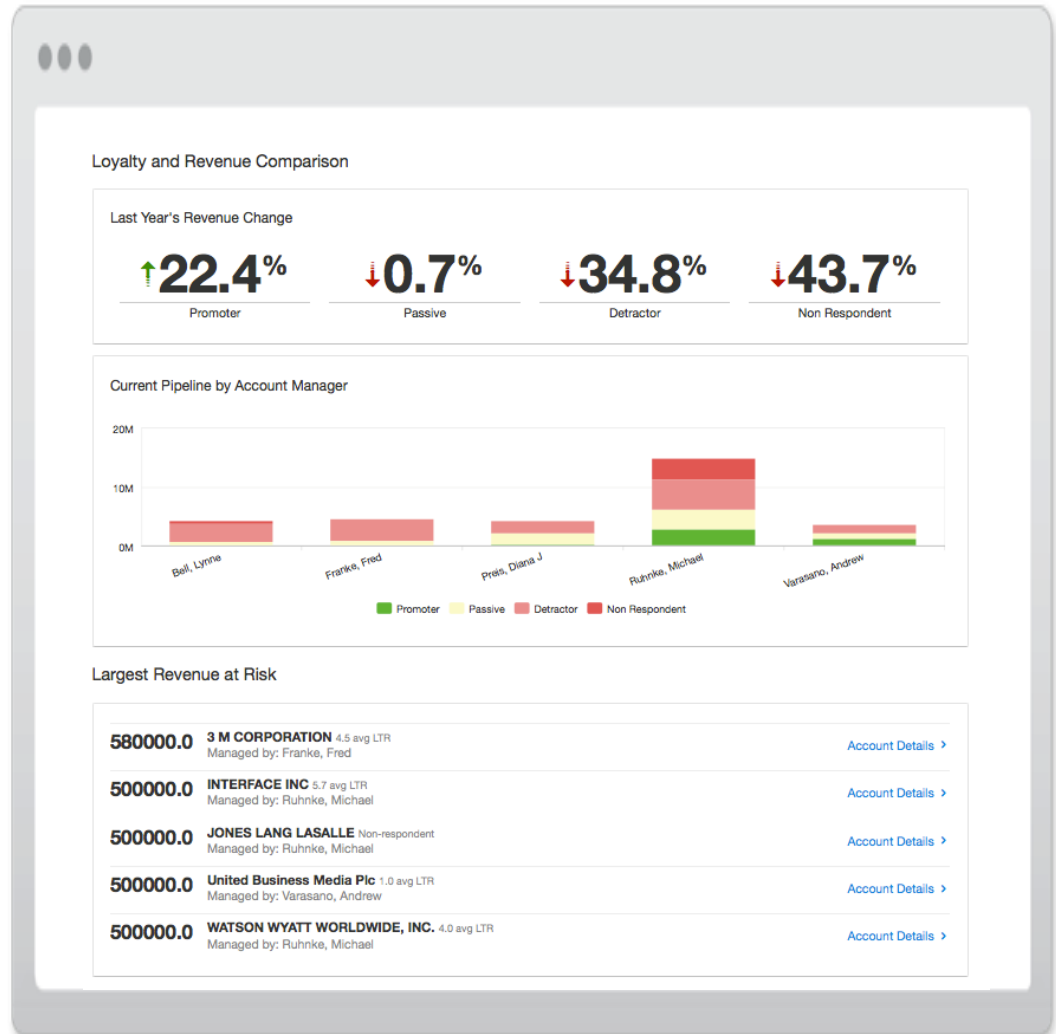 Loyalty and Revenue Comparison
Last Year's Revenue Change
↑22.4% ↓0.7% ↓34.8% ↓43.7%
Promoter Passive Detractor Non Respondent
Current Pipeline by Account Manager
20M
10M
0M
Bell, Lynne Franke, Fred Preis, Diana J Ruhnke, Michael Varasano, Andrew
Promoter Passive Detractor Non Respondent
Largest Revenue at Risk
580000.0 3 M CORPORATION 4.5 avg LTR
Managed by: Franke, Fred
Account Details >
500000.0 INTERFACE INC 5.7 avg LTR
Managed by: Ruhnke, Michael
Account Details >
500000.0 JONES LANG LASALLE Non-respondent
Managed by: Ruhnke, Michael
Account Details >
500000.0 United Business Media Plc 1.0 avg LTR
Managed by: Varasano, Andrew
Account Details >
500000.0 WATSON WYATT WORLDWIDE, INC. 4.0 avg LTR
Managed by: Ruhnke, Michael
Account Details >